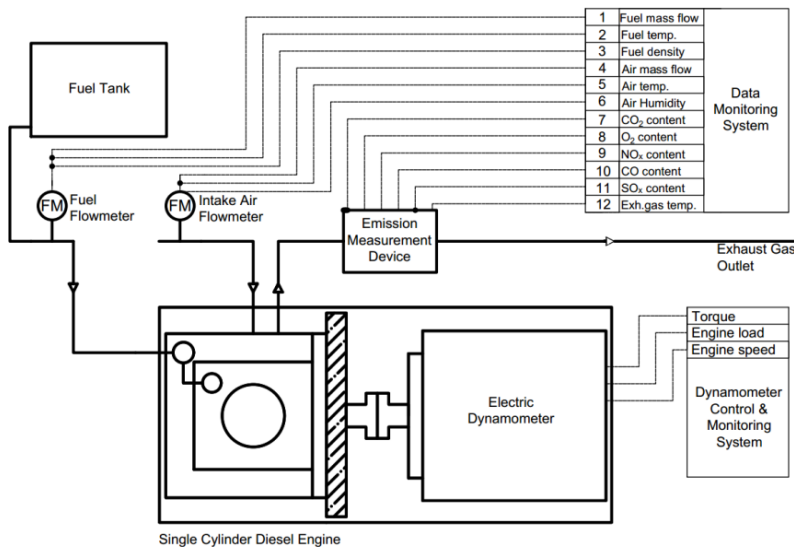 1 Fuel mass flow
2 Fuel temp.
3 Fuel density
4 Air mass flow
5 Air temp.
6 Air Humidity
7 CO₂ content
8 O₂ content
9 NOₓ content
10 CO content
11 SOₓ content
12 Exh.gas temp.
Data
Monitoring
System
Fuel Tank
FM
Fuel
Flowmeter
FM
Intake Air
Flowmeter
Emission
Measurement
Device
Exhaust Gas
Outlet
Torque
Engine load
Engine speed
Dynamometer
Control &
Monitoring
System
Electric
Dynamometer
Single Cylinder Diesel Engine